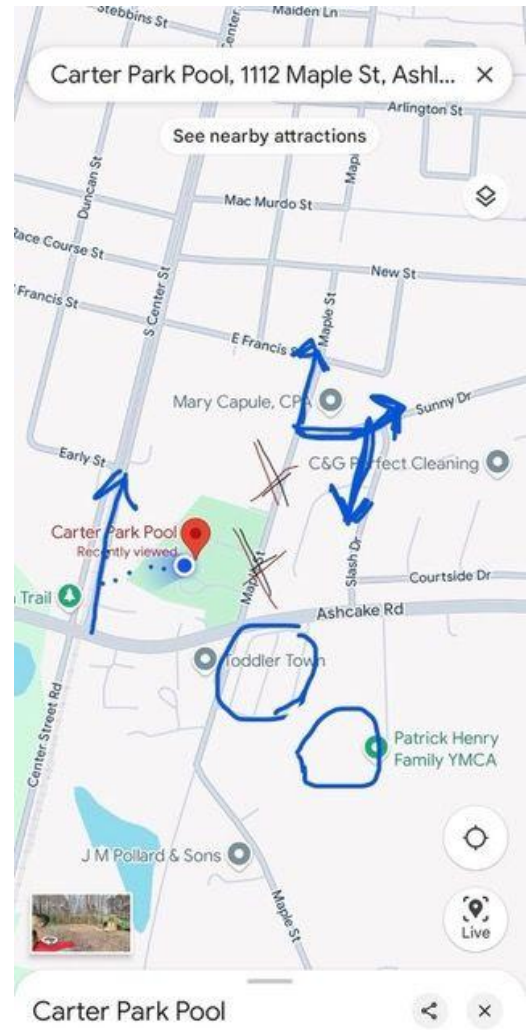 Stebbins St
Center
Maiden Ln
Carter Park Pool, 1112 Maple St, Ashl...
Arlington St
See nearby attractions
Duncan St
Mapl
Mac Murdo St
Race Course St
New St
Francis St
S Center St
Maple St
E Francis S
Mary Capule, CPA
Sunny Dr
Early St
C&G Perfect Cleaning
Carter Park Pool
Recently viewed
Slash Dr
Courtside Dr
Maple St
Trail
Ashcake Rd
Toddler Town
Center Street Rd
Patrick Henry
Family YMCA
J M Pollard & Sons
Maple St
Live
Carter Park Pool